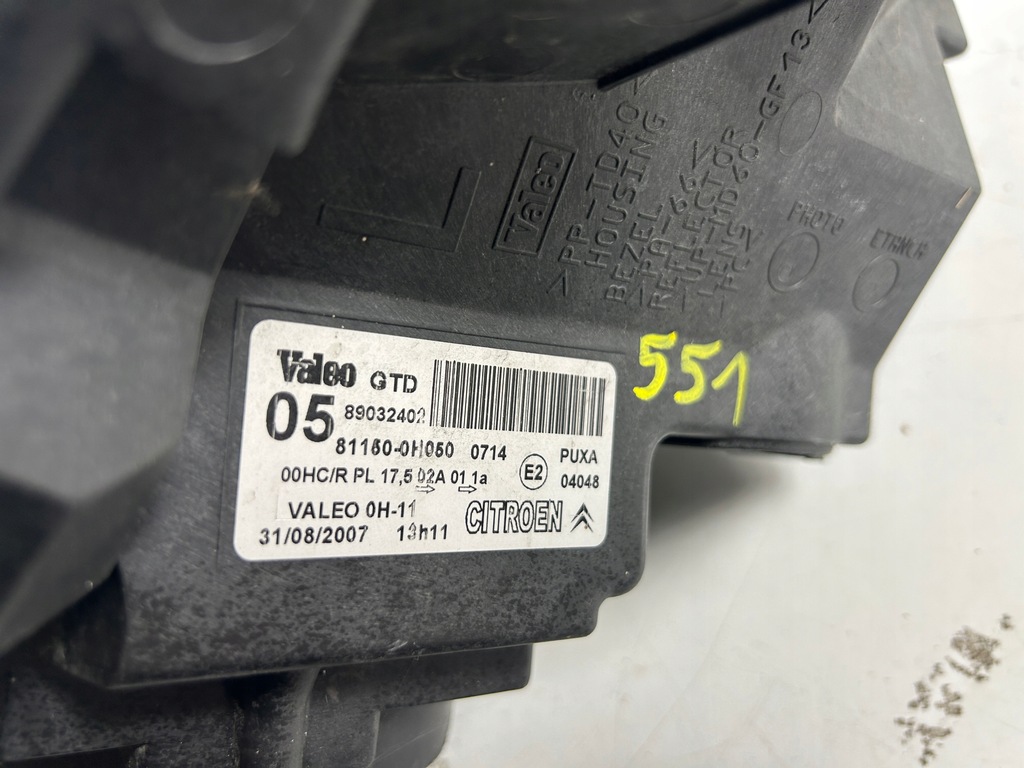 Valeo
PP-TD40
HOUSING
BEZEL
REFLECTOR
LENS
PHOTO
551
Valeo GTD
05 89032402
81150-0H050 0714
00HC/R PL 17,5 02A 01 1a
E2
PUXA
04048
VALEO 0H-11
CITROEN
31/08/2007 13h11